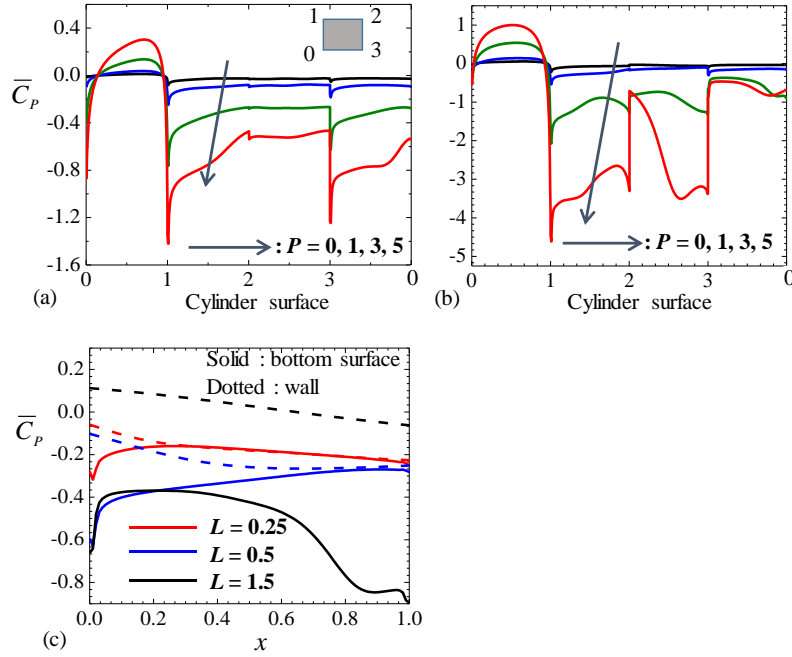 0.4
0.0
-0.4
-0.8
-1.2
-1.6
C̅_P
0 1 2 3 0
Cylinder surface
(a)
1 2
0 3
: P = 0, 1, 3, 5
1
0
-1
-2
-3
-4
-5
C̅_P
0 1 2 3 0
Cylinder surface
(b)
: P = 0, 1, 3, 5
0.2
0.0
-0.2
-0.4
-0.6
-0.8
C̅_P
Solid : bottom surface
Dotted : wall
L = 0.25
L = 0.5
L = 1.5
0.0 0.2 0.4 0.6 0.8 1.0
x
(c)